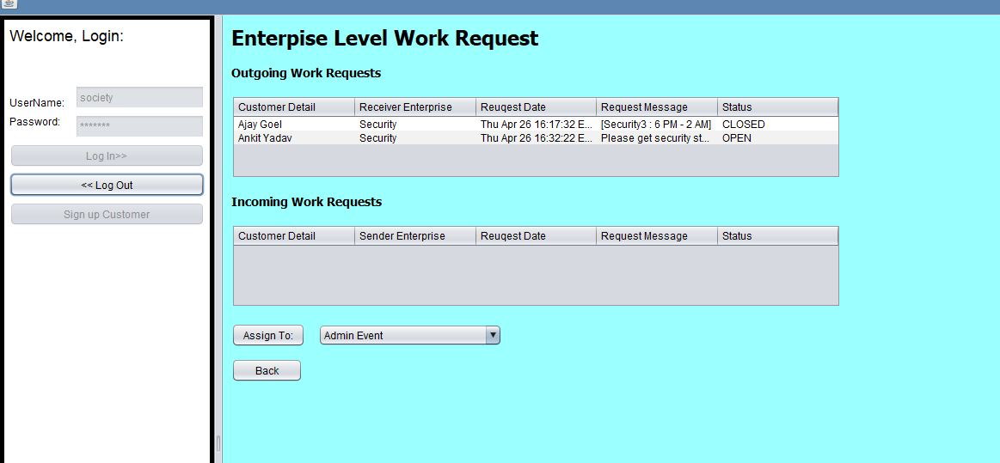 Welcome, Login:
UserName: society
Password: *******
Log In>>
<< Log Out
Sign up Customer
Enterpise Level Work Request
Outgoing Work Requests
Customer Detail Receiver Enterprise Reuqest Date Request Message Status
Ajay Goel Security Thu Apr 26 16:17:32 E... [Security3 : 6 PM - 2 AM] CLOSED
Ankit Yadav Security Thu Apr 26 16:32:22 E... Please get security st... OPEN
Incoming Work Requests
Customer Detail Sender Enterprise Reuqest Date Request Message Status
Assign To: Admin Event
Back